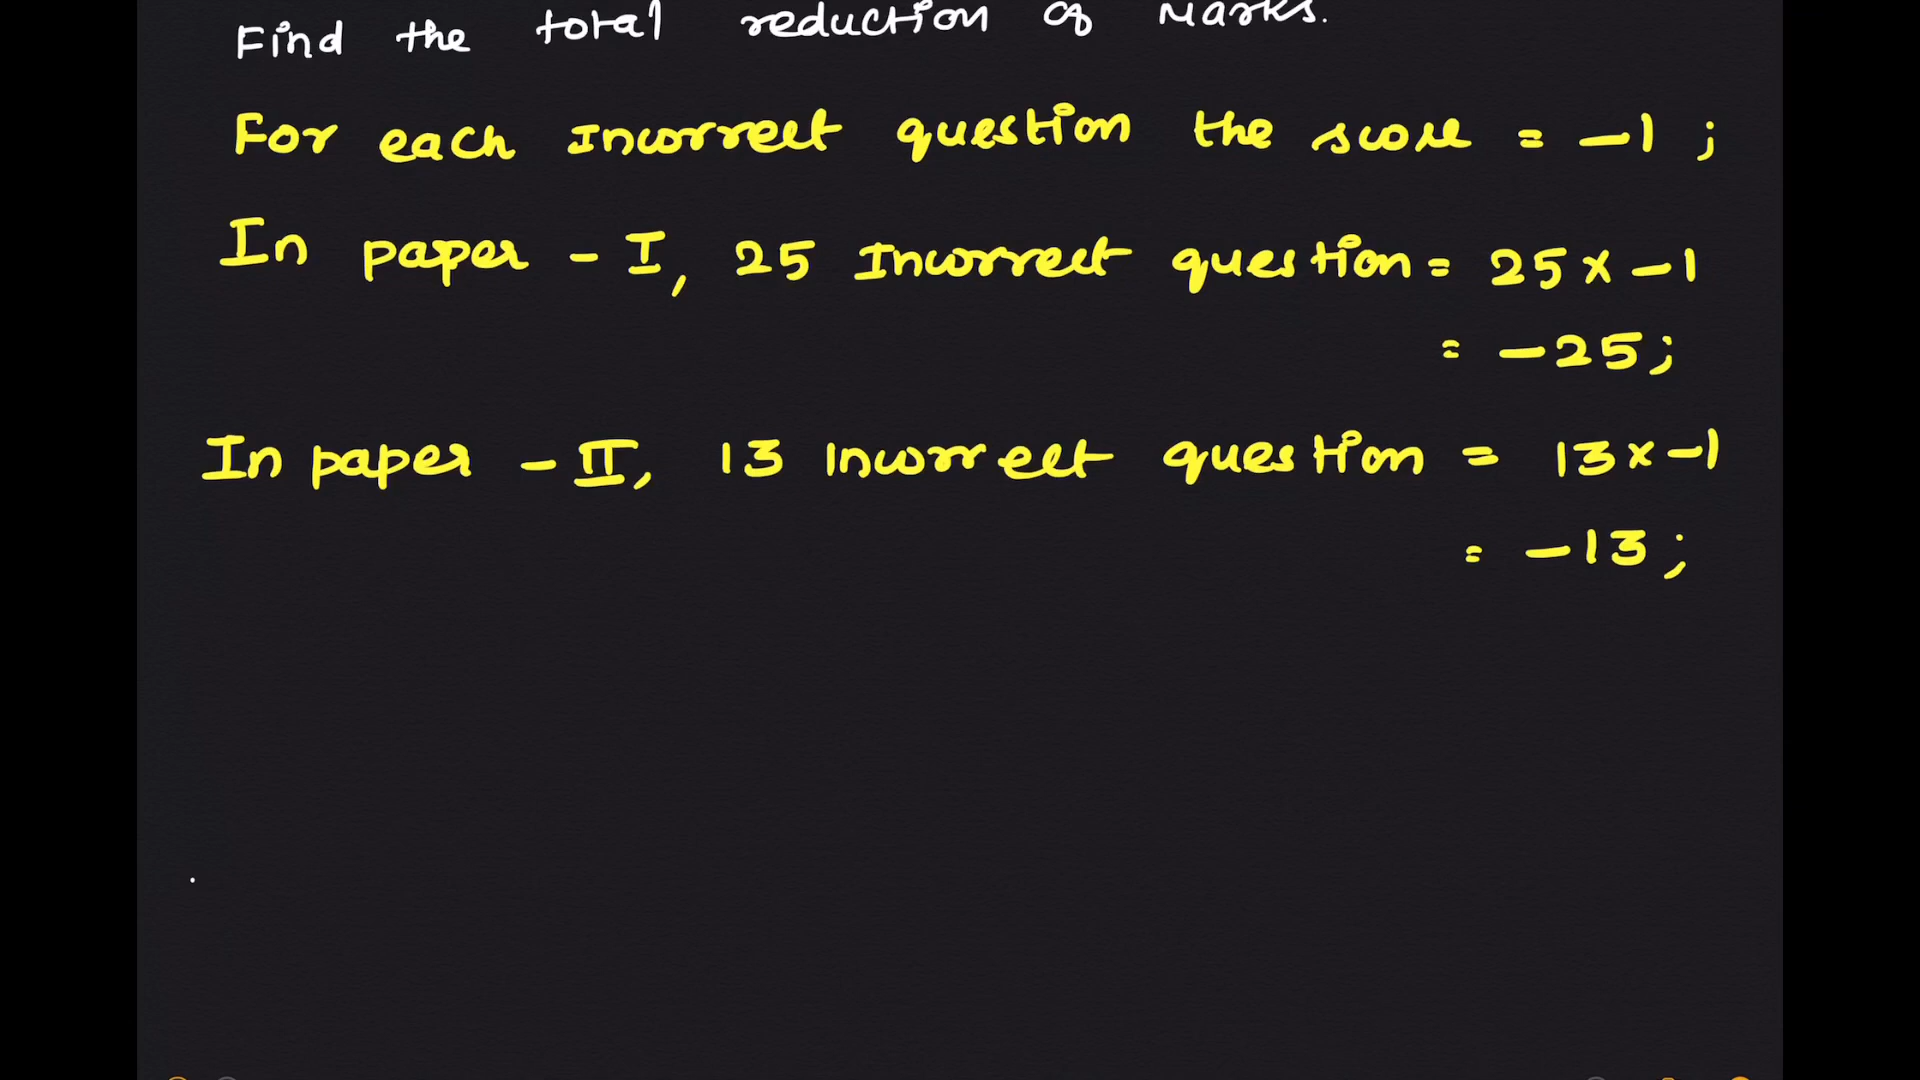 Find the total reduction of Marks.
For each Incorrect question the score = -1 ;
In paper - I, 25 Incorrect question = 25 x -1
= -25;
In paper - II, 13 incorrect question = 13 x -1
= -13 ;